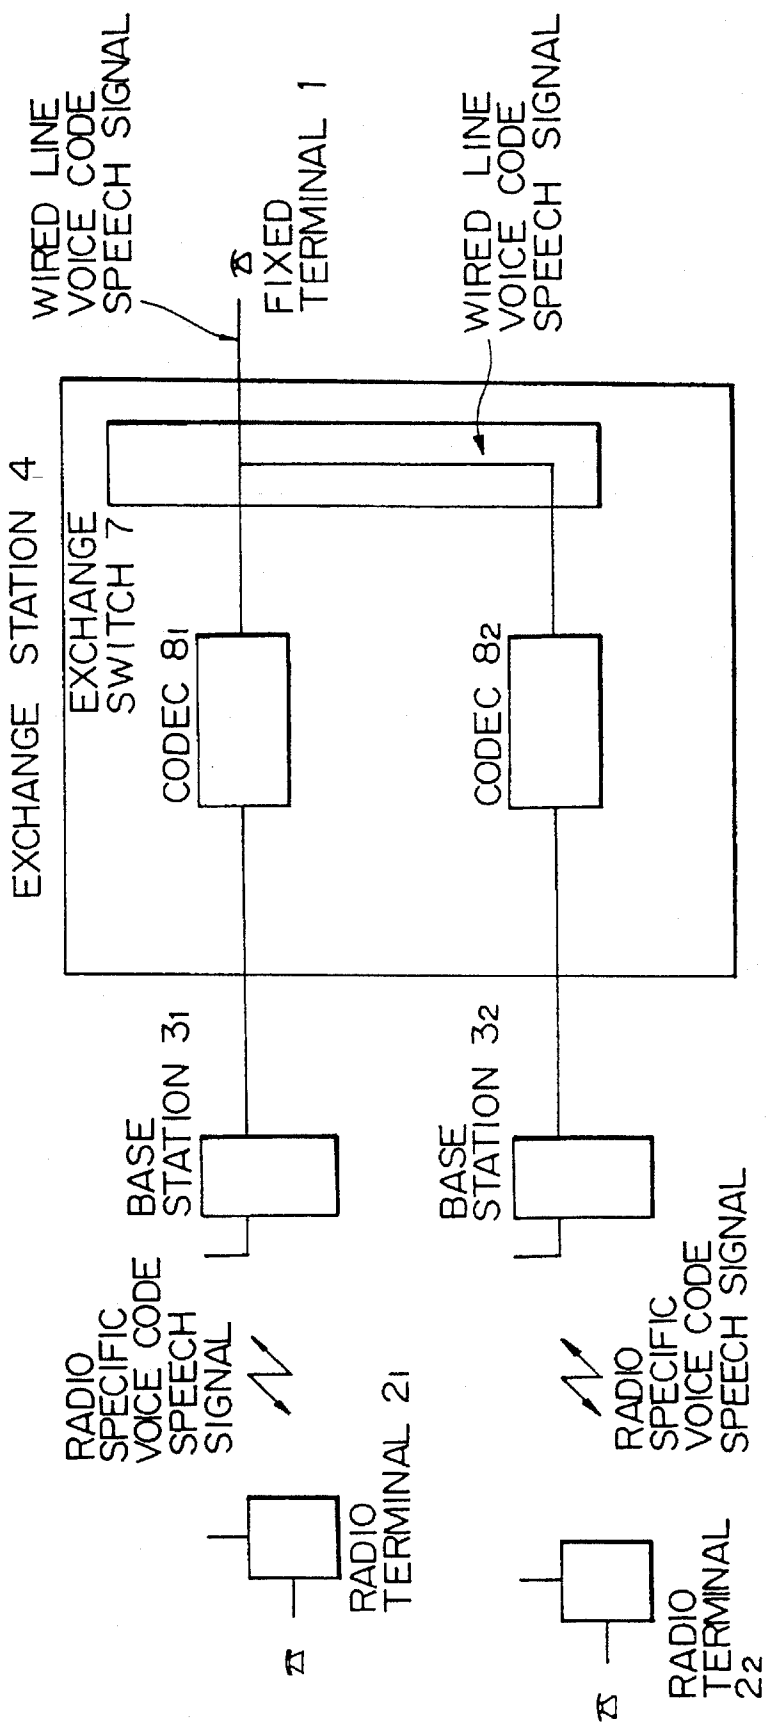 EXCHANGE STATION 4
RADIO
SPECIFIC
VOICE CODE
SPEECH
SIGNAL
BASE
STATION 31
EXCHANGE
SWITCH 7
CODEC 81
WIRED LINE
VOICE CODE
SPEECH SIGNAL
FIXED
TERMINAL 1
RADIO
TERMINAL 21
BASE
STATION 32
CODEC 82
WIRED LINE
VOICE CODE
SPEECH SIGNAL
RADIO
SPECIFIC
VOICE CODE
SPEECH SIGNAL
RADIO
TERMINAL
22